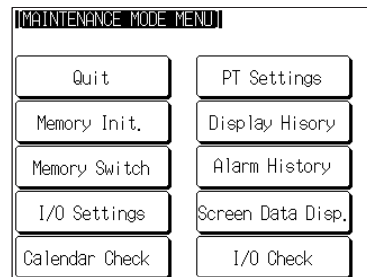 [MAINTENANCE MODE MENU]
Quit
PT Settings
Memory Init.
Display Hisory
Memory Switch
Alarm History
I/O Settings
Screen Data Disp.
Calendar Check
I/O Check